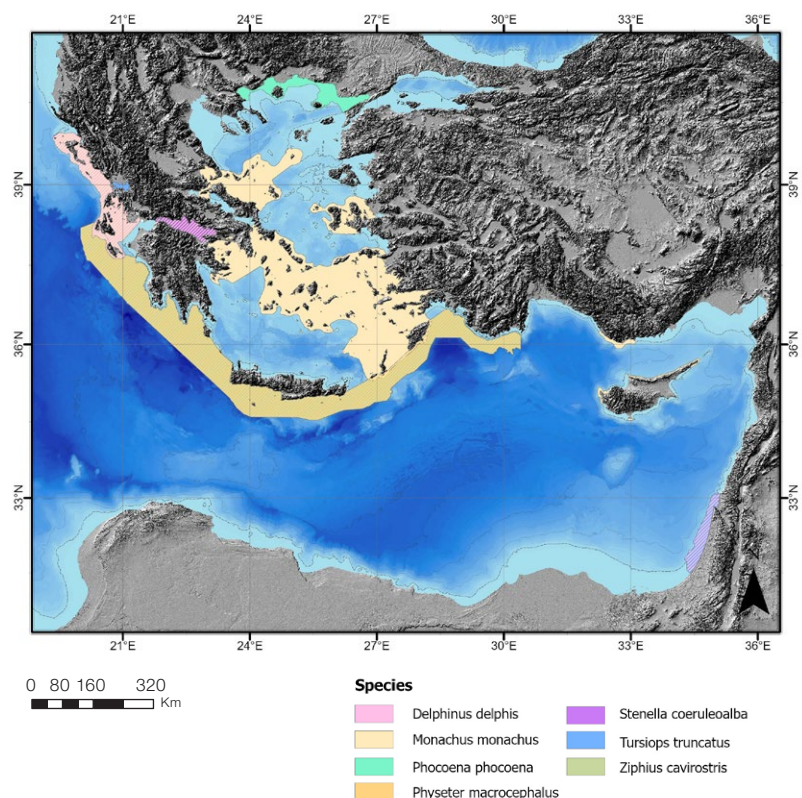 21°E 24°E 27°E 30°E 33°E 36°E
39°N 39°N
36°N 36°N
33°N 33°N
21°E 24°E 27°E 30°E 33°E 36°E
0 80 160 320
Km
Species
Delphinus delphis
Monachus monachus
Phocoena phocoena
Physeter macrocephalus
Stenella coeruleoalba
Tursiops truncatus
Ziphius cavirostris